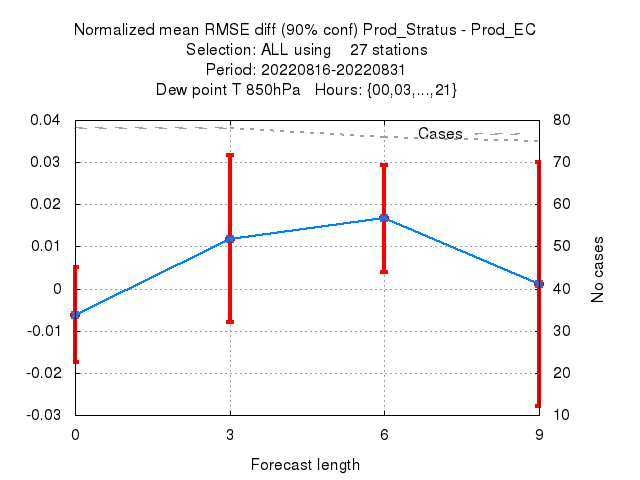 Normalized mean RMSE diff (90% conf) Prod_Stratus - Prod_EC
Selection: ALL using    27 stations
Period: 20220816-20220831
Dew point T 850hPa   Hours: {00,03,...,21}
0.04
0.03
0.02
0.01
0
-0.01
-0.02
-0.03
80
70
60
50
40
30
20
10
Cases
No cases
0 3 6 9
Forecast length